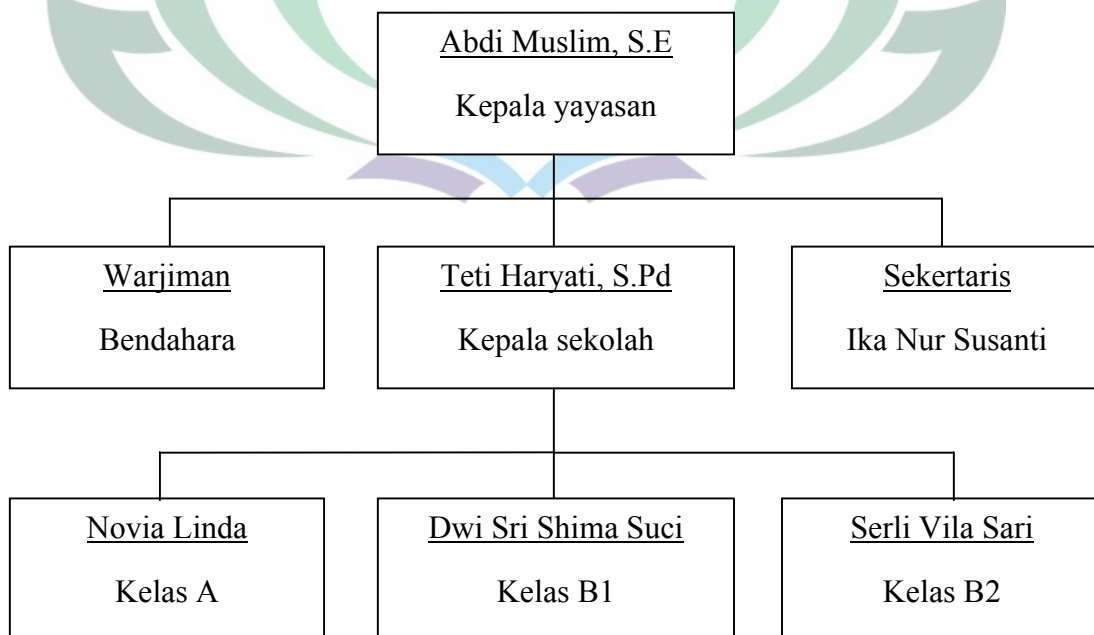 Abdi Muslim, S.E
Kepala yayasan
Warjiman
Bendahara
Teti Haryati, S.Pd
Kepala sekolah
Sekertaris
Ika Nur Susanti
Novia Linda
Kelas A
Dwi Sri Shima Suci
Kelas B1
Serli Vila Sari
Kelas B2